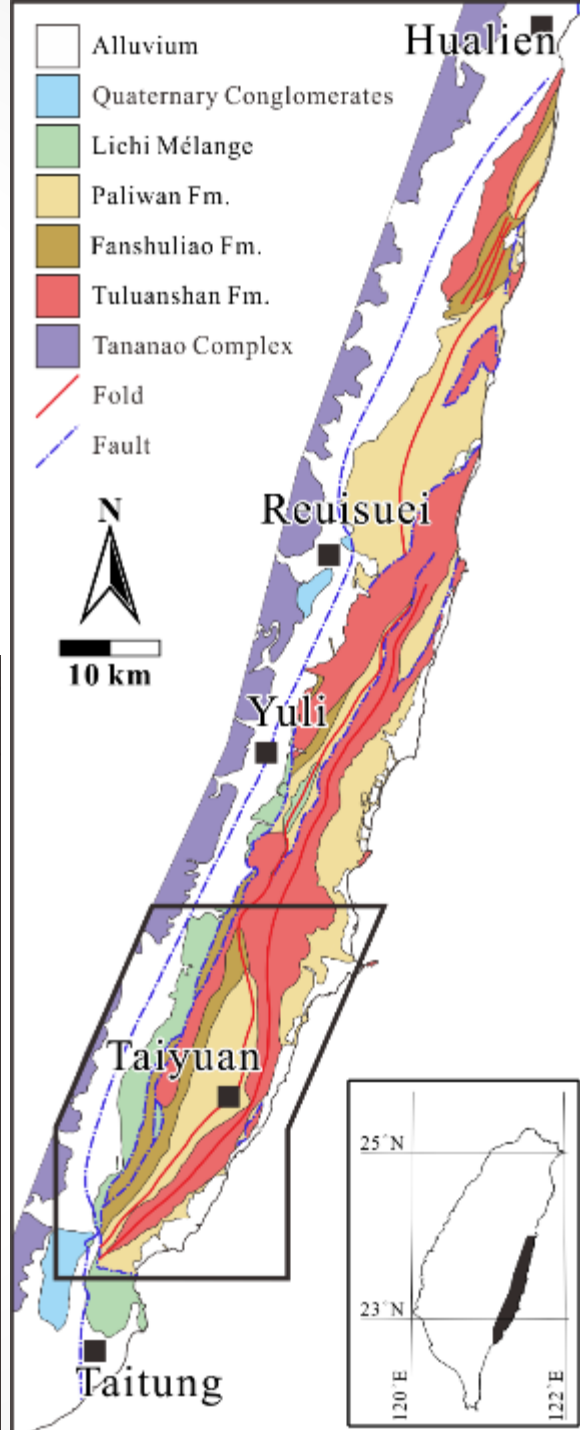 Hualien
Alluvium
Quaternary Conglomerates
Lichi Mélange
Paliwan Fm.
Fanshuliao Fm.
Tuluanshan Fm.
Tananao Complex
Fold
Fault
N
10 km
Reuisuei
Yuli
Taiyuan
Taitung
25°N
23°N
120°E
122°E